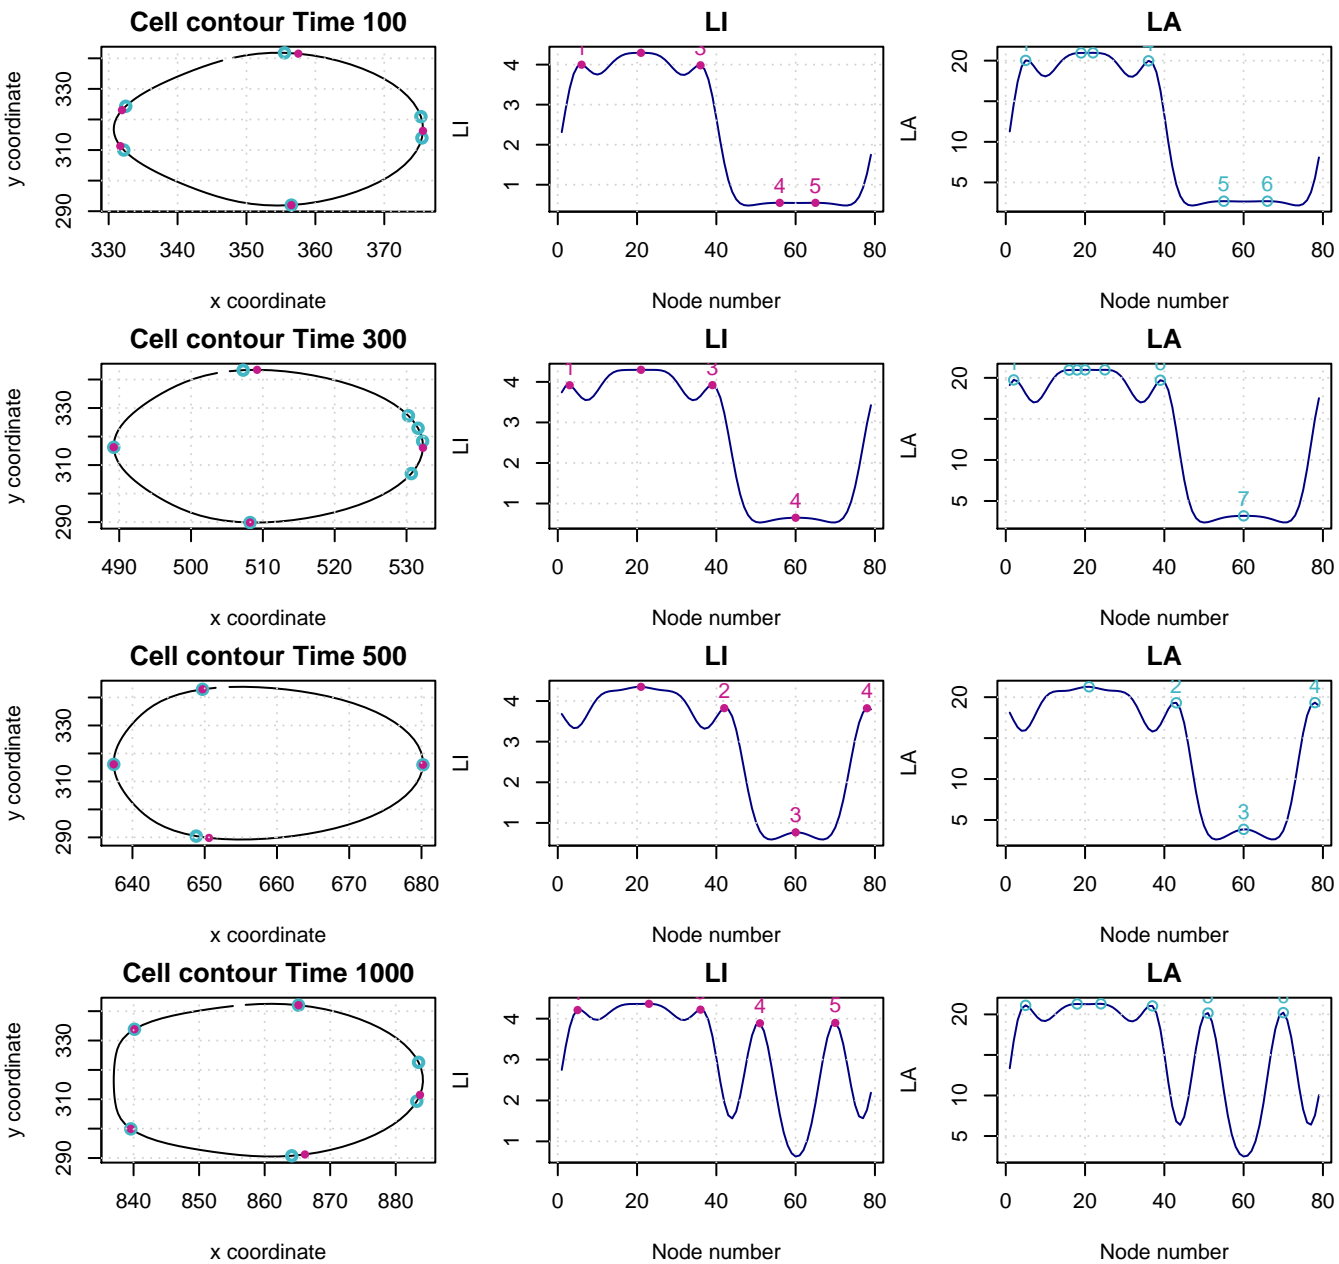 Cell contour Time 100
y coordinate
290 310 330
330 340 350 360 370
x coordinate
LI
LI
1 2 3 4
3
4 5
0 20 40 60 80
Node number
LA
LA
5 10 20
5 6
0 20 40 60 80
Node number
Cell contour Time 300
y coordinate
290 310 330
490 500 510 520 530
x coordinate
LI
LI
1 2 3 4
1 3
4
0 20 40 60 80
Node number
LA
LA
5 10 20
7
0 20 40 60 80
Node number
Cell contour Time 500
y coordinate
290 310 330
640 650 660 670 680
x coordinate
LI
LI
1 2 3 4
2 4
3
0 20 40 60 80
Node number
LA
LA
5 10 20
2 4
3
0 20 40 60 80
Node number
Cell contour Time 1000
y coordinate
290 310 330
840 850 860 870 880
x coordinate
LI
LI
1 2 3 4
4 5
0 20 40 60 80
Node number
LA
LA
5 10 20
0 20 40 60 80
Node number